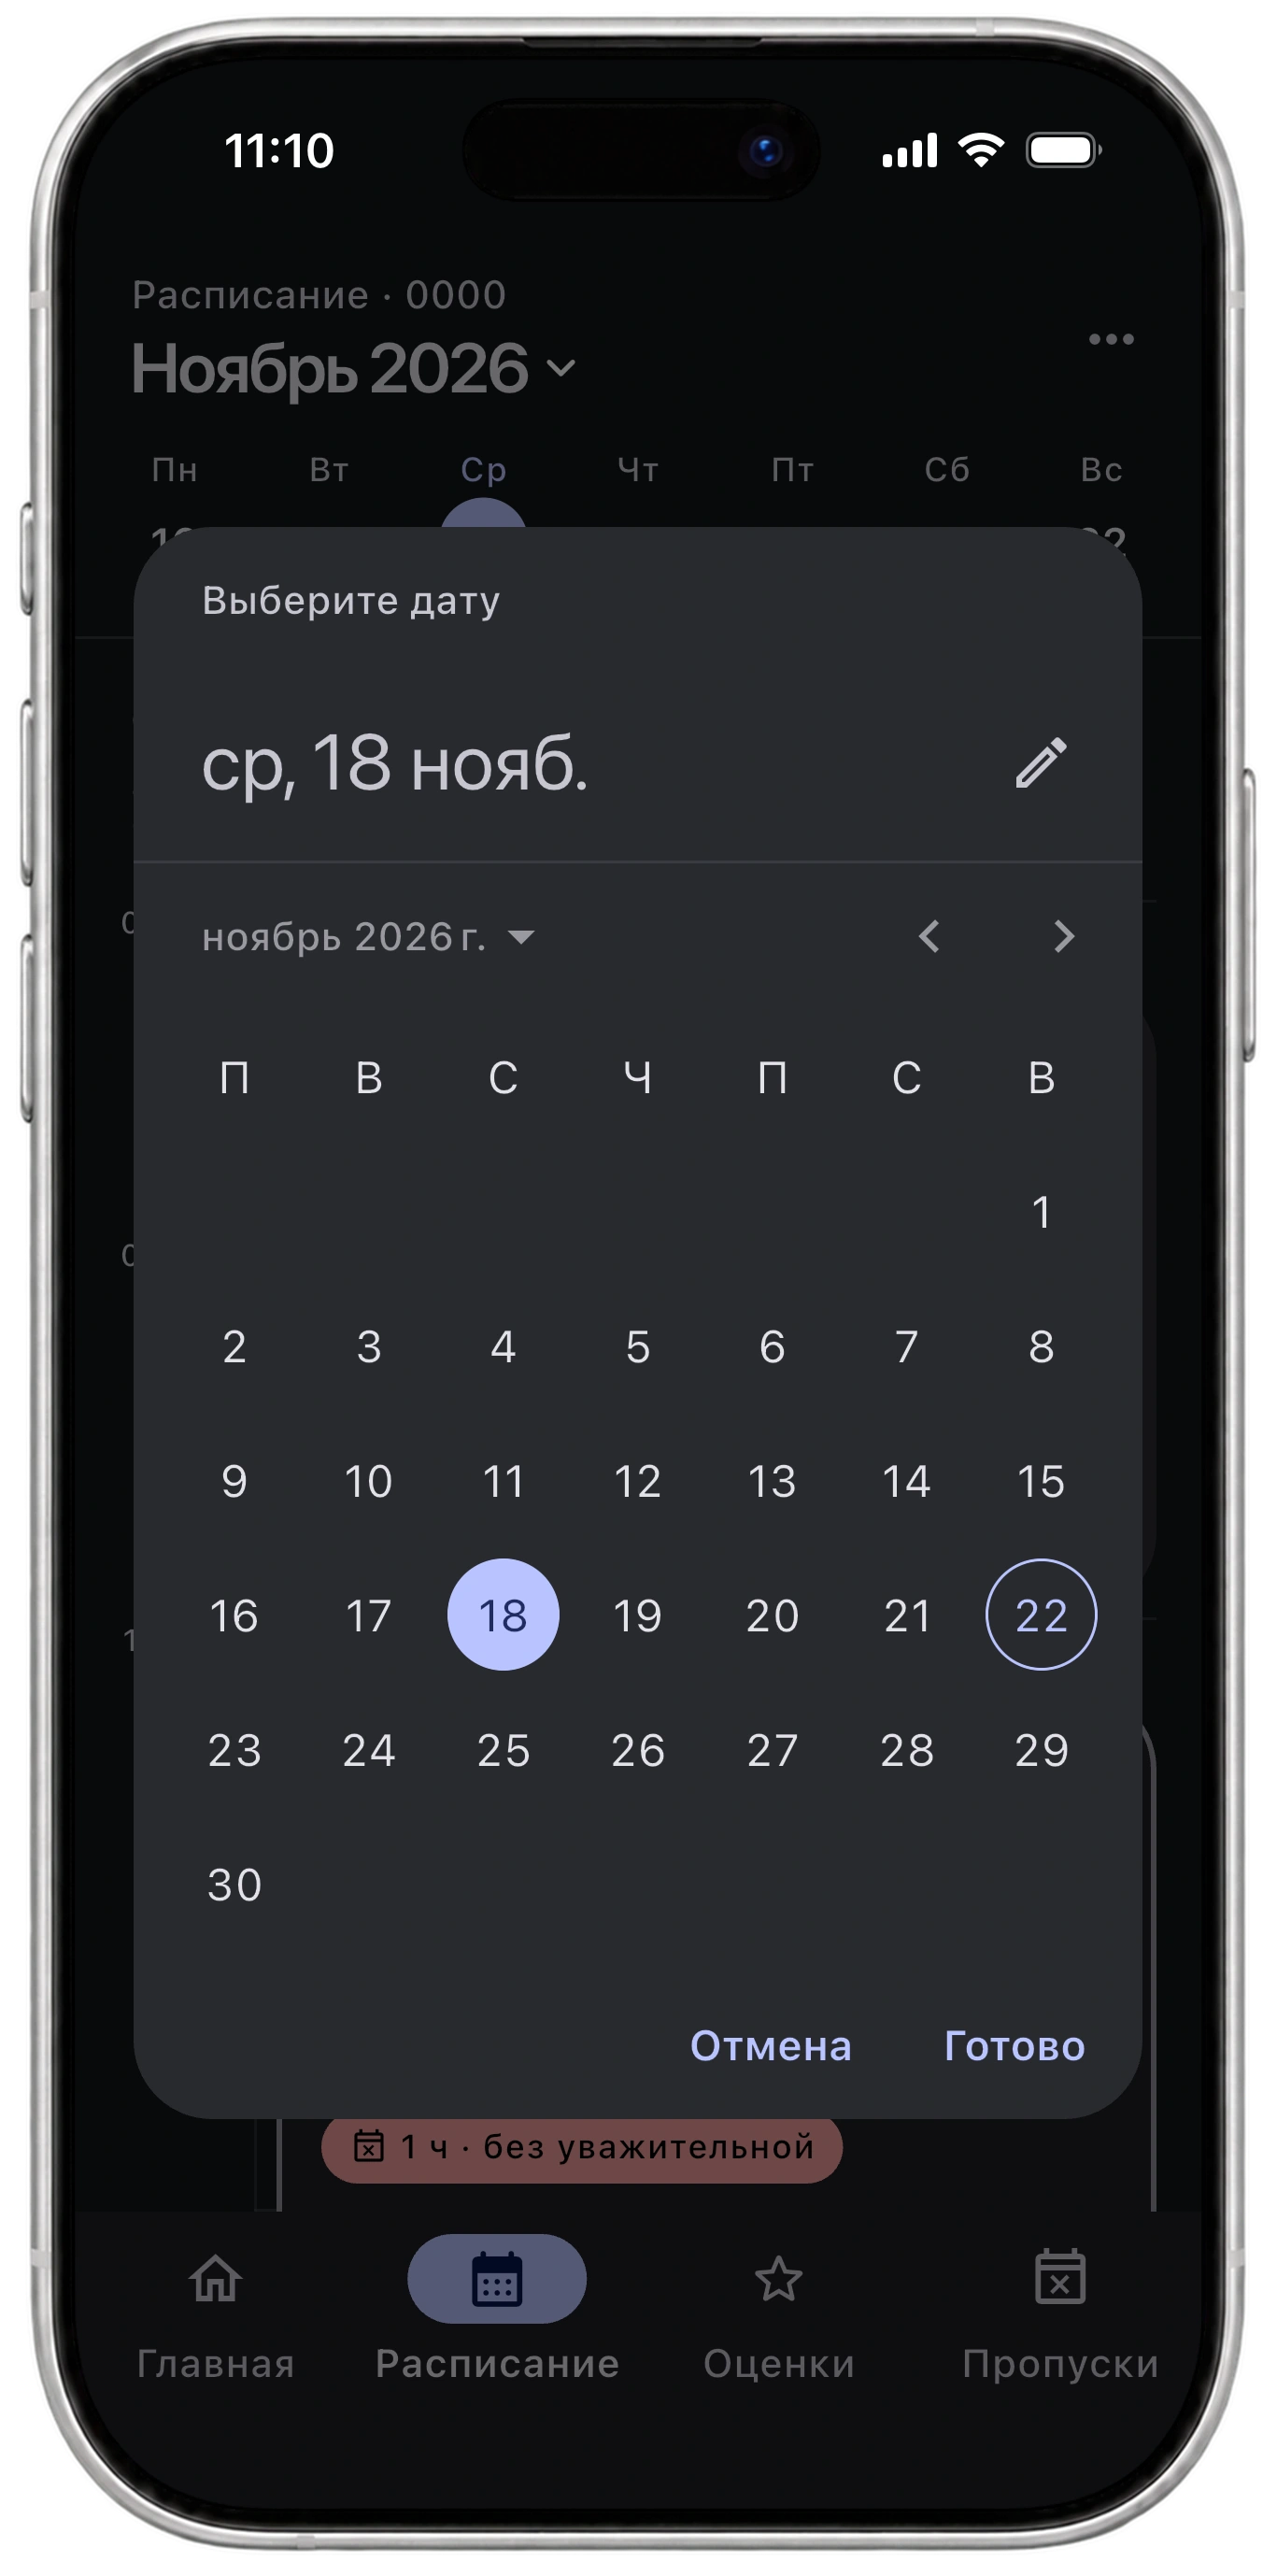 11:10
Расписание · 0000
Ноябрь 2026
Пн Вт Ср Чт Пт Сб Вс
Выберите дату
ср, 18 нояб.
ноябрь 2026 г.
П В С Ч П С В
1
2 3 4 5 6 7 8
9 10 11 12 13 14 15
16 17 18 19 20 21 22
23 24 25 26 27 28 29
30
Отмена Готово
1 ч · без уважительной
Главная Расписание Оценки Пропуски